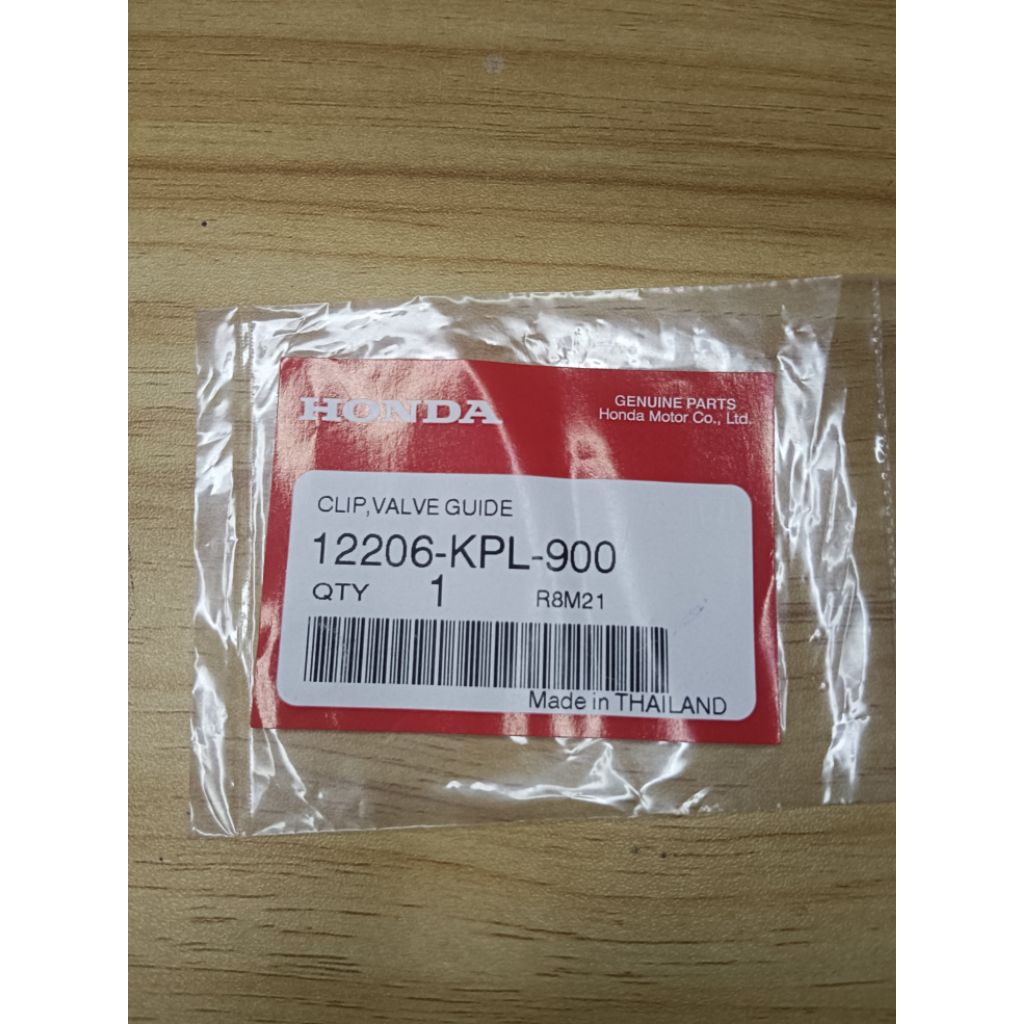 HONDA
GENUINE PARTS
Honda Motor Co., Ltd.
CLIP,VALVE GUIDE
12206-KPL-900
QTY 1 R8M21
Made in THAILAND